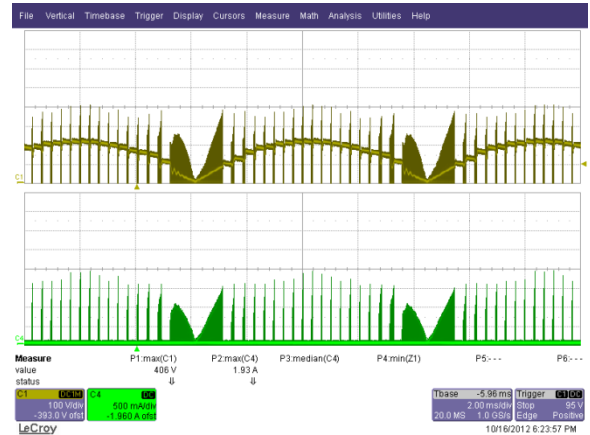 File Vertical Timebase Trigger Display Cursors Measure Math Analysis Utilities Help
C1
C4
Measure P1:max(C1) P2:max(C4) P3:median(C4) P4:min(Z1) P5:- - - P6:- - -
value 406 V 1.93 A
status
C1 DC1M C4 DC Tbase -5.96 ms Trigger C1 DC
100 V/div 500 mA/div 2.00 ms/div Stop 95 V
-393.0 V ofst -1.960 A ofst 20.0 MS 1.0 GS/s Edge Positive
LeCroy 10/16/2012 6:23:57 PM